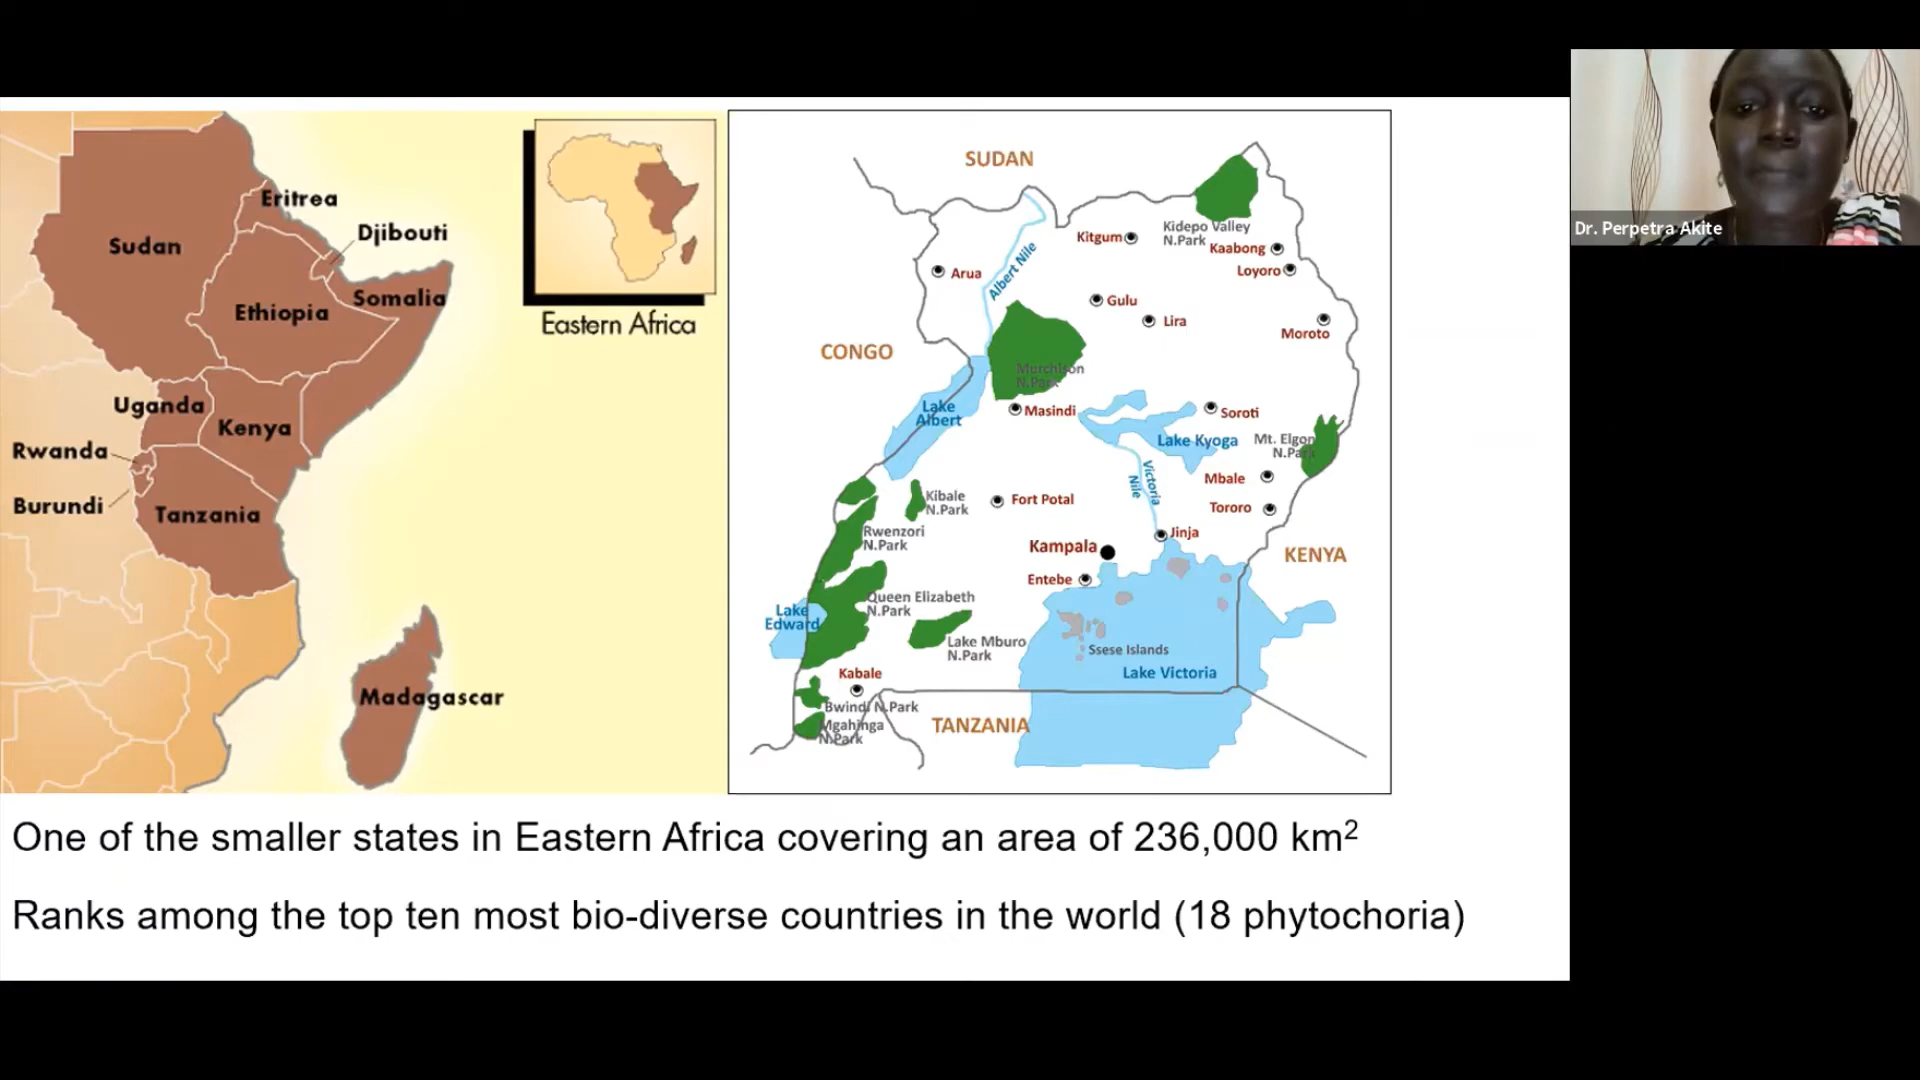 Eritrea
Djibouti
Sudan
Somalia
Ethiopia
Uganda
Kenya
Rwanda
Burundi
Tanzania
Madagascar
Eastern Africa
SUDAN
Kidepo Valley
N.Park
Kitgum
Kaabong
Loyoro
Arua
Albert Nile
Gulu
Lira
Moroto
CONGO
Murchison
N.Park
Lake
Albert
Masindi
Soroti
Lake Kyoga
Mt. Elgon
N.Park
Victoria
Nile
Mbale
Kibale
N.Park
Fort Potal
Tororo
Rwenzori
N.Park
Jinja
Kampala
KENYA
Entebe
Queen Elizabeth
N.Park
Lake
Edward
Lake Mburo
N.Park
Ssese Islands
Lake Victoria
Kabale
Bwindi N.Park
Mgahinga
N.Park
TANZANIA
One of the smaller states in Eastern Africa covering an area of 236,000 km²
Ranks among the top ten most bio-diverse countries in the world (18 phytochoria)
Dr. Perpetra Akite